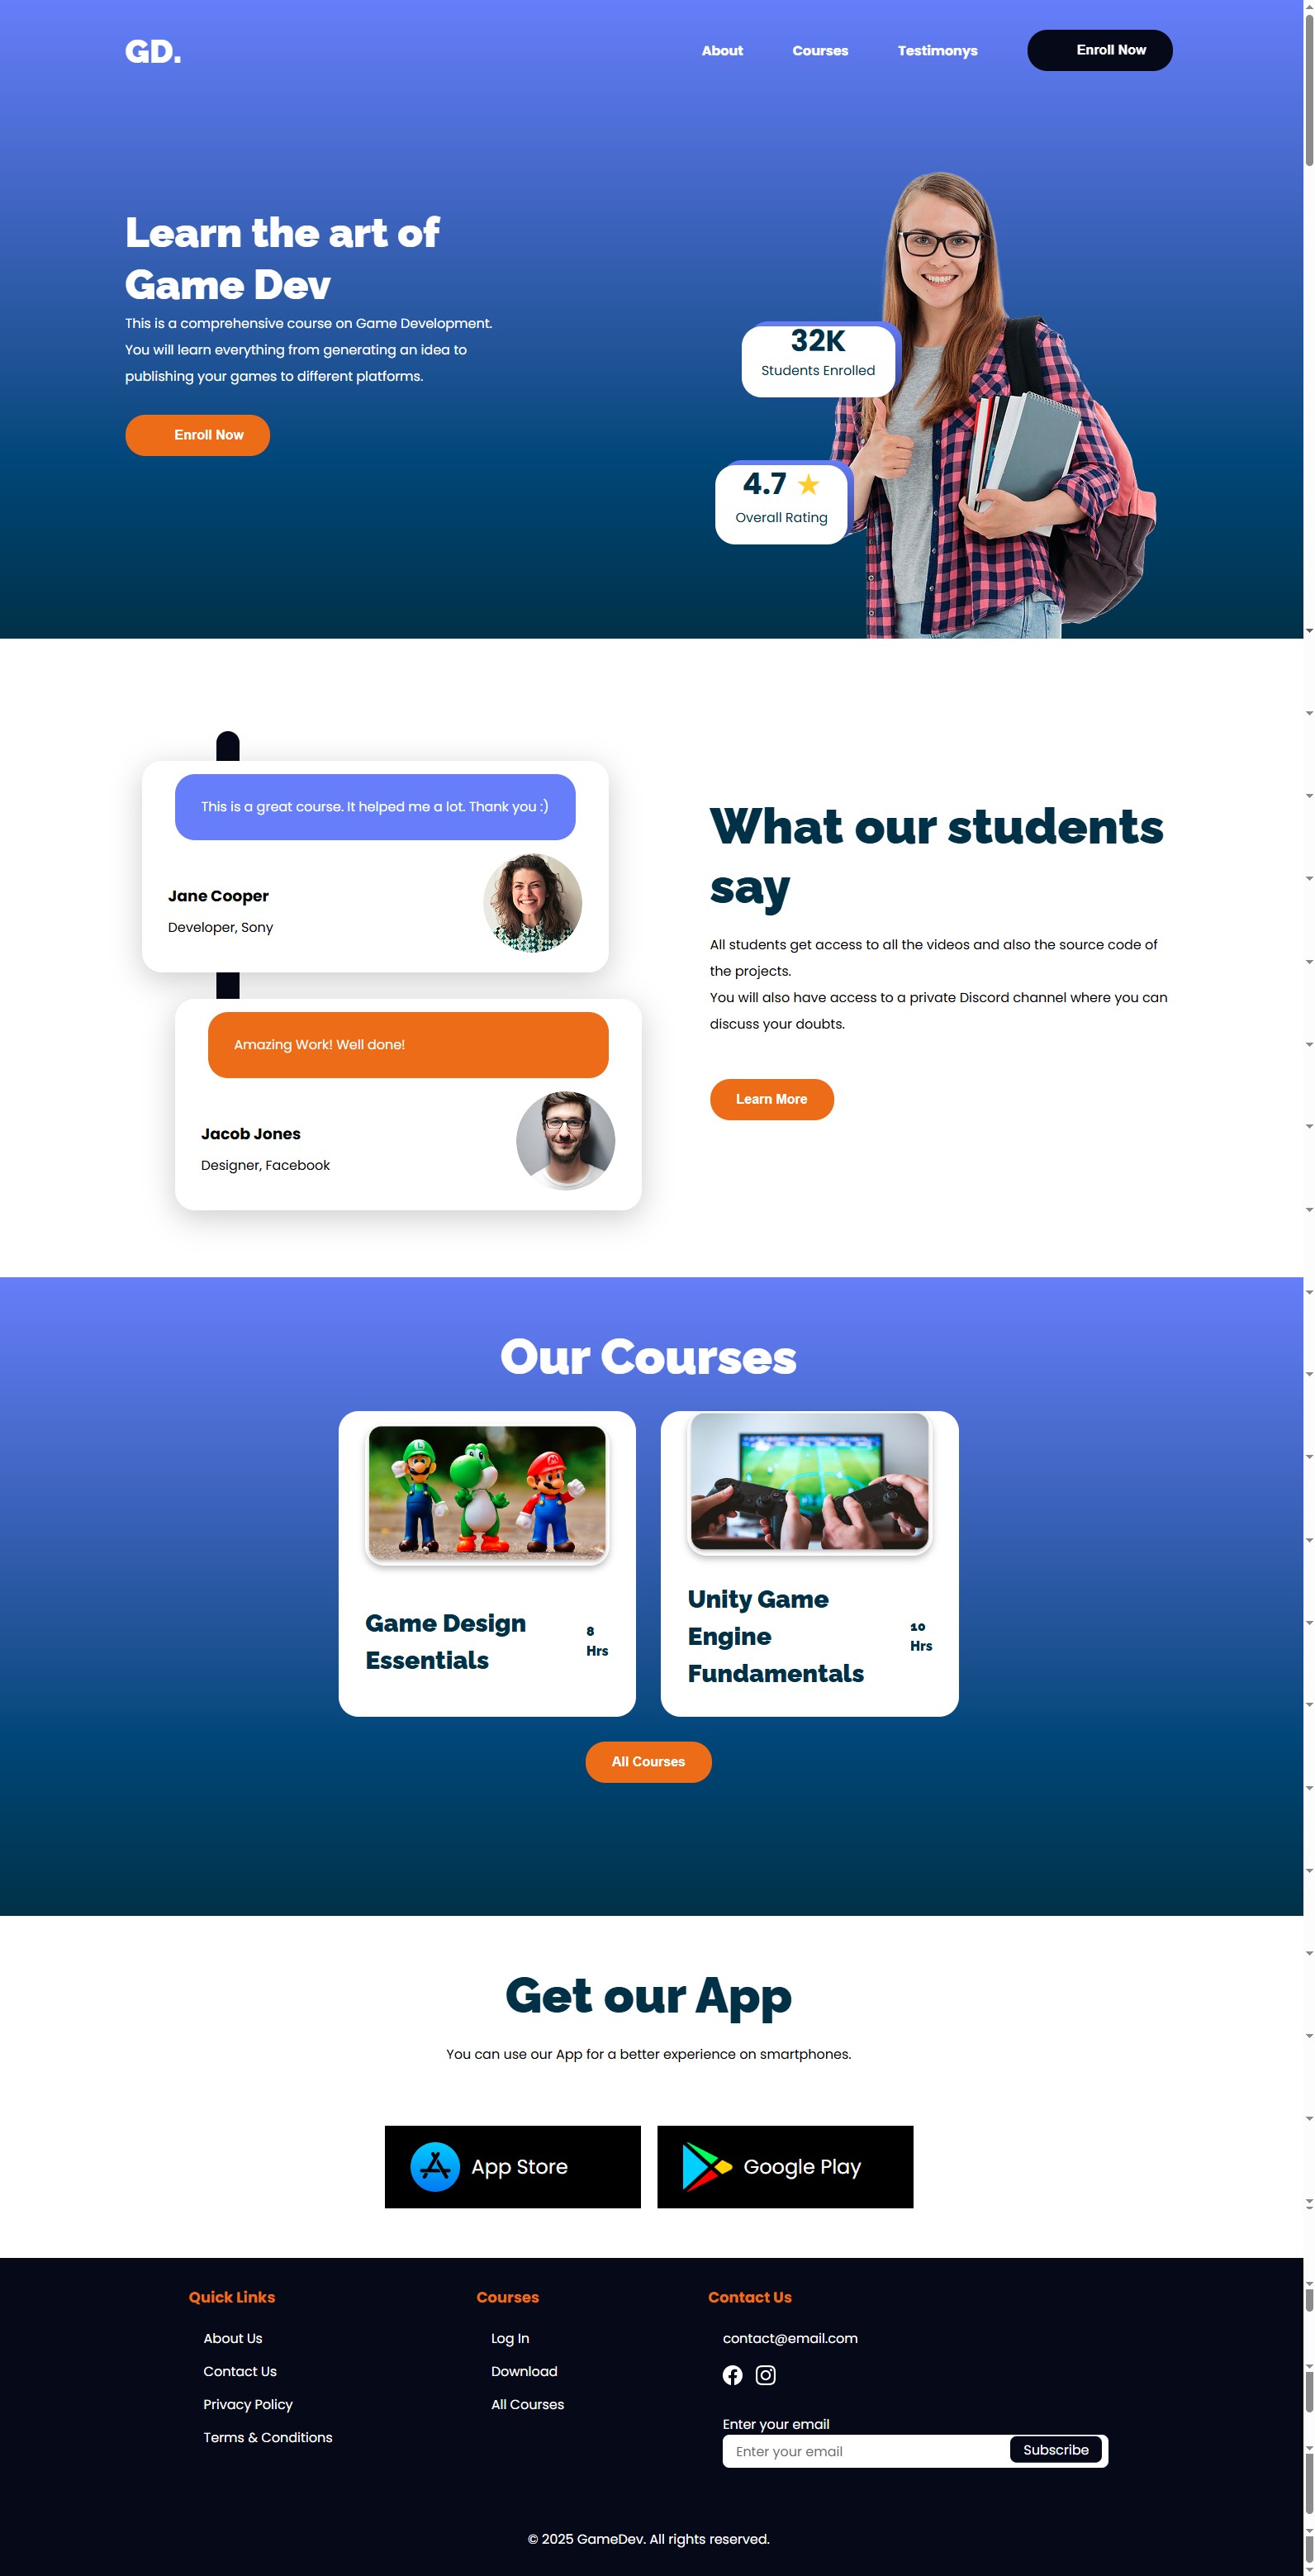 GD.
About
Courses
Testimonys
Enroll Now
Learn the art of
Game Dev
This is a comprehensive course on Game Development.
You will learn everything from generating an idea to
publishing your games to different platforms.
Enroll Now
32K
Students Enrolled
4.7 ★
Overall Rating
This is a great course. It helped me a lot. Thank you :)
Jane Cooper
Developer, Sony
Amazing Work! Well done!
Jacob Jones
Designer, Facebook
What our students
say
All students get access to all the videos and also the source code of
the projects.
You will also have access to a private Discord channel where you can
discuss your doubts.
Learn More
Our Courses
Game Design
Essentials
8
Hrs
Unity Game
Engine
Fundamentals
10
Hrs
All Courses
Get our App
You can use our App for a better experience on smartphones.
App Store
Google Play
Quick Links
About Us
Contact Us
Privacy Policy
Terms & Conditions
Courses
Log In
Download
All Courses
Contact Us
contact@email.com
Enter your email
Enter your email
Subscribe
© 2025 GameDev. All rights reserved.